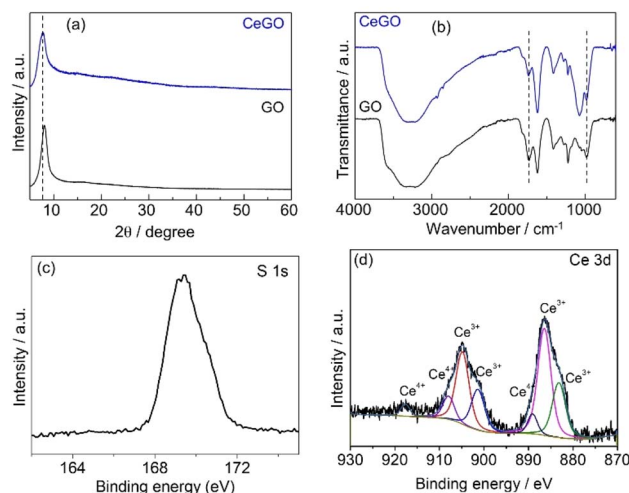 (a)
CeGO
GO
Intensity / a.u.
10 20 30 40 50 60
2θ / degree
(b)
CeGO
GO
Transmittance / a.u.
4000 3000 2000 1000
Wavenumber / cm⁻¹
(c)
S 1s
Intensity / a.u.
164 168 172
Binding energy (eV)
(d)
Ce 3d
Ce³⁺
Ce³⁺
Ce⁴⁺
Ce³⁺
Ce³⁺
Ce⁴⁺
Ce⁴
Intensity / a.u.
930 920 910 900 890 880 870
Binding energy / eV